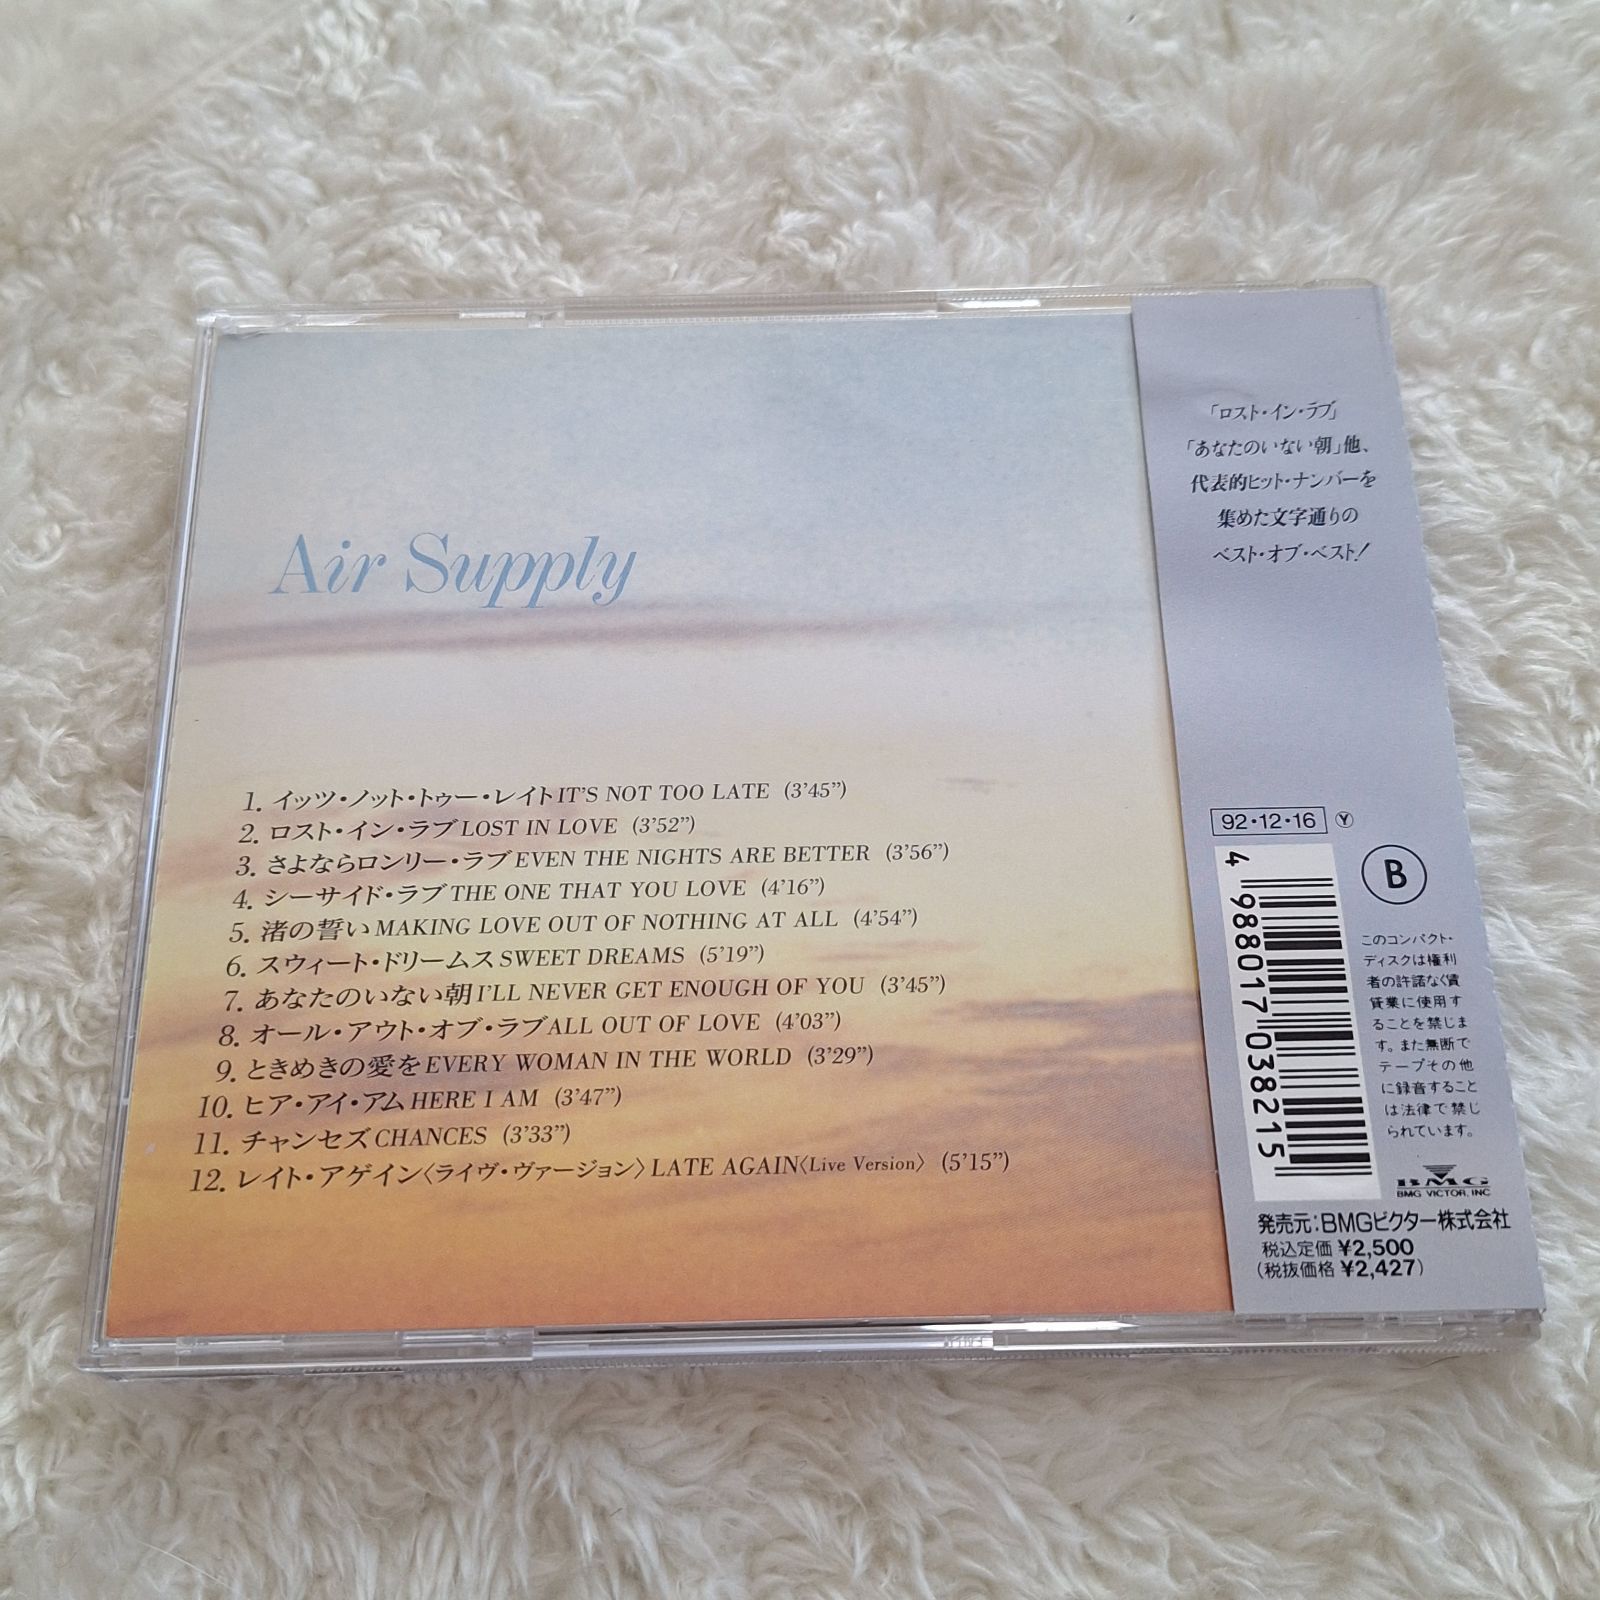 Air Supply
1. イッツ・ノット・トゥー・レイト IT'S NOT TOO LATE (3'45")
2. ロスト・イン・ラブ LOST IN LOVE (3'52")
3. さよならロンリー・ラブ EVEN THE NIGHTS ARE BETTER (3'56")
4. シーサイド・ラブ THE ONE THAT YOU LOVE (4'16")
5. 渚の誓い MAKING LOVE OUT OF NOTHING AT ALL (4'54")
6. スウィート・ドリームス SWEET DREAMS (5'19")
7. あなたのいない朝 I'LL NEVER GET ENOUGH OF YOU (3'45")
8. オール・アウト・オブ・ラブ ALL OUT OF LOVE (4'03")
9. ときめきの愛を EVERY WOMAN IN THE WORLD (3'29")
10. ヒア・アイ・アム HERE I AM (3'47")
11. チャンセズ CHANCES (3'33")
12. レイト・アゲイン〈ライヴ・ヴァージョン〉 LATE AGAIN〈Live Version〉 (5'15")
「ロスト・イン・ラブ」
「あなたのいない朝」他、
代表的ヒット・ナンバーを
集めた文字通りの
ベスト・オブ・ベスト!
92・12・16 Ⓨ
4 988017 038215
B
このコンパクト・
ディスクは権利
者の許諾なく賃
貸業に使用す
ることを禁じま
す。また無断で
テープその他
に録音すること
は法律で禁じ
られています。
BMG
BMG VICTOR, INC
発売元:BMGビクター株式会社
税込定価 ¥2,500
(税抜価格 ¥2,427)